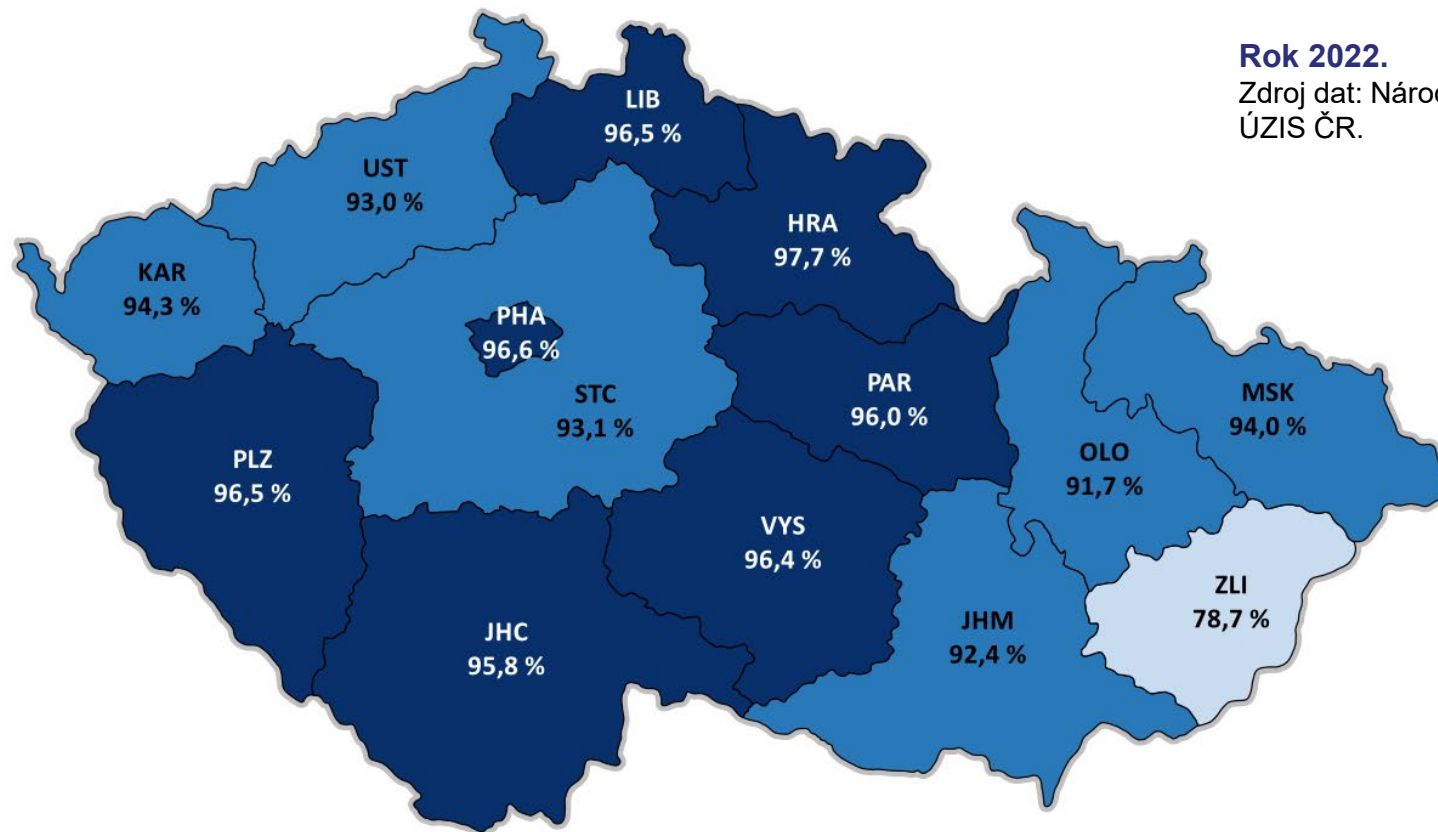 Rok 2022.
Zdroj dat:
ÚZIS ČR.
LIB
96,5 %
UST
93,0 %
HRA
97,7 %
KAR
94,3 %
PHA
96,6 %
STC
93,1 %
PAR
96,0 %
MSK
94,0 %
OLO
91,7 %
PLZ
96,5 %
VYS
96,4 %
ZLI
78,7 %
JHM
92,4 %
JHC
95,8 %